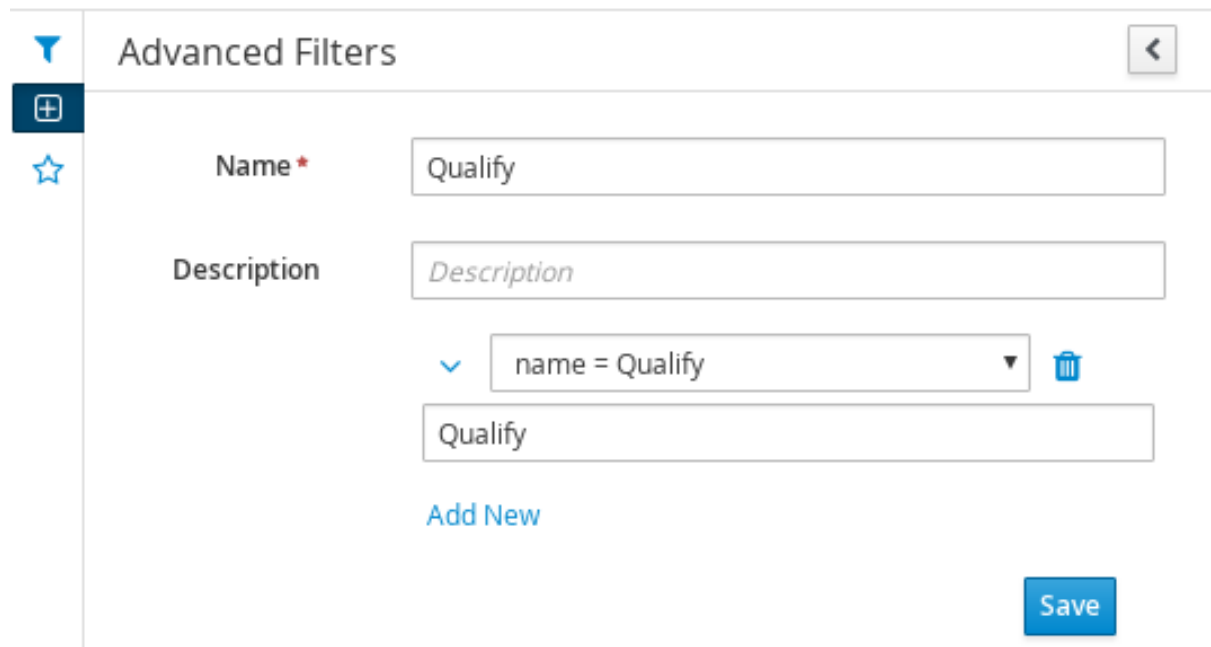 Advanced Filters
Name *
Qualify
Description
Description
name = Qualify
Qualify
Add New
Save